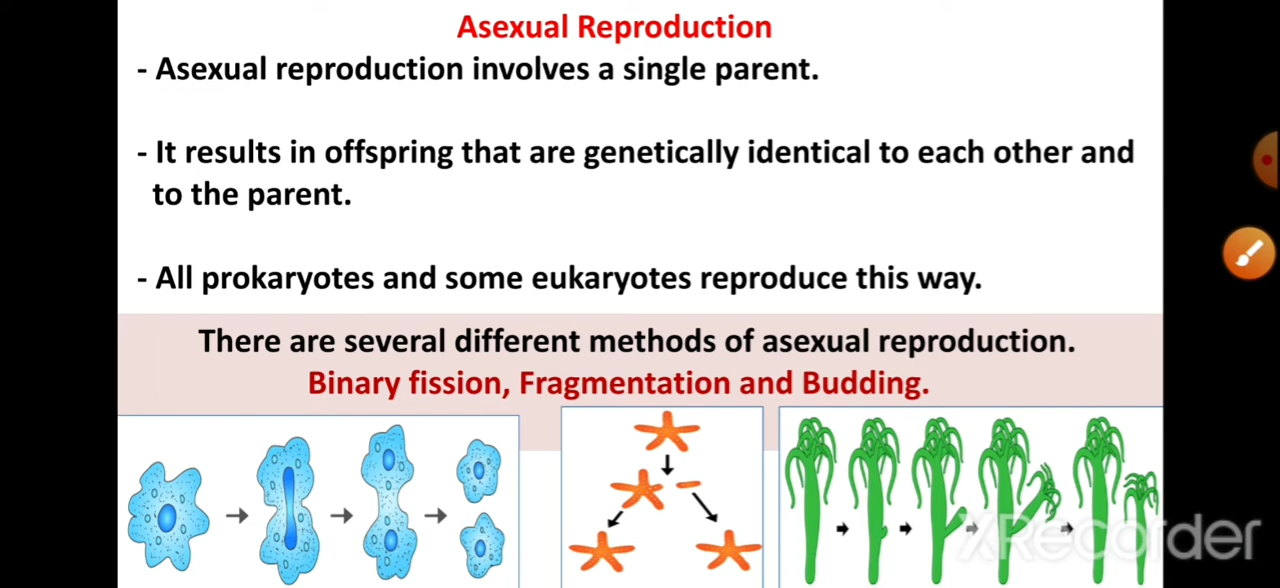 Asexual Reproduction
- Asexual reproduction involves a single parent.
- It results in offspring that are genetically identical to each other and
to the parent.
- All prokaryotes and some eukaryotes reproduce this way.
There are several different methods of asexual reproduction.
Binary fission, Fragmentation and Budding.
XRecorder